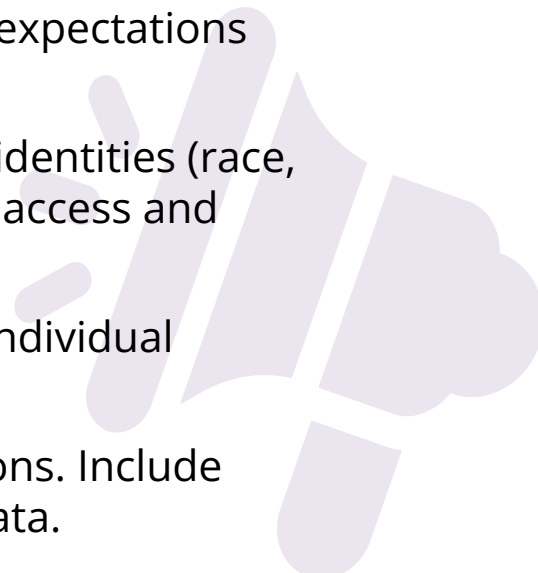 expectations
identities (race,
access and
ndividual
ons. Include
ata.